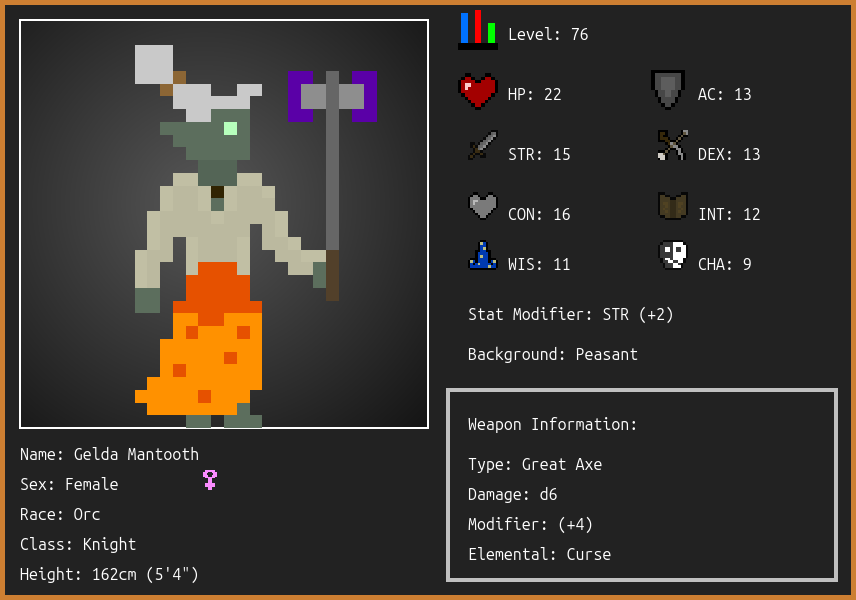 Level: 76
HP: 22
AC: 13
STR: 15
DEX: 13
CON: 16
INT: 12
WIS: 11
CHA: 9
Stat Modifier: STR (+2)
Background: Peasant
Weapon Information:
Type: Great Axe
Damage: d6
Modifier: (+4)
Elemental: Curse
Name: Gelda Mantooth
Sex: Female
Race: Orc
Class: Knight
Height: 162cm (5'4")